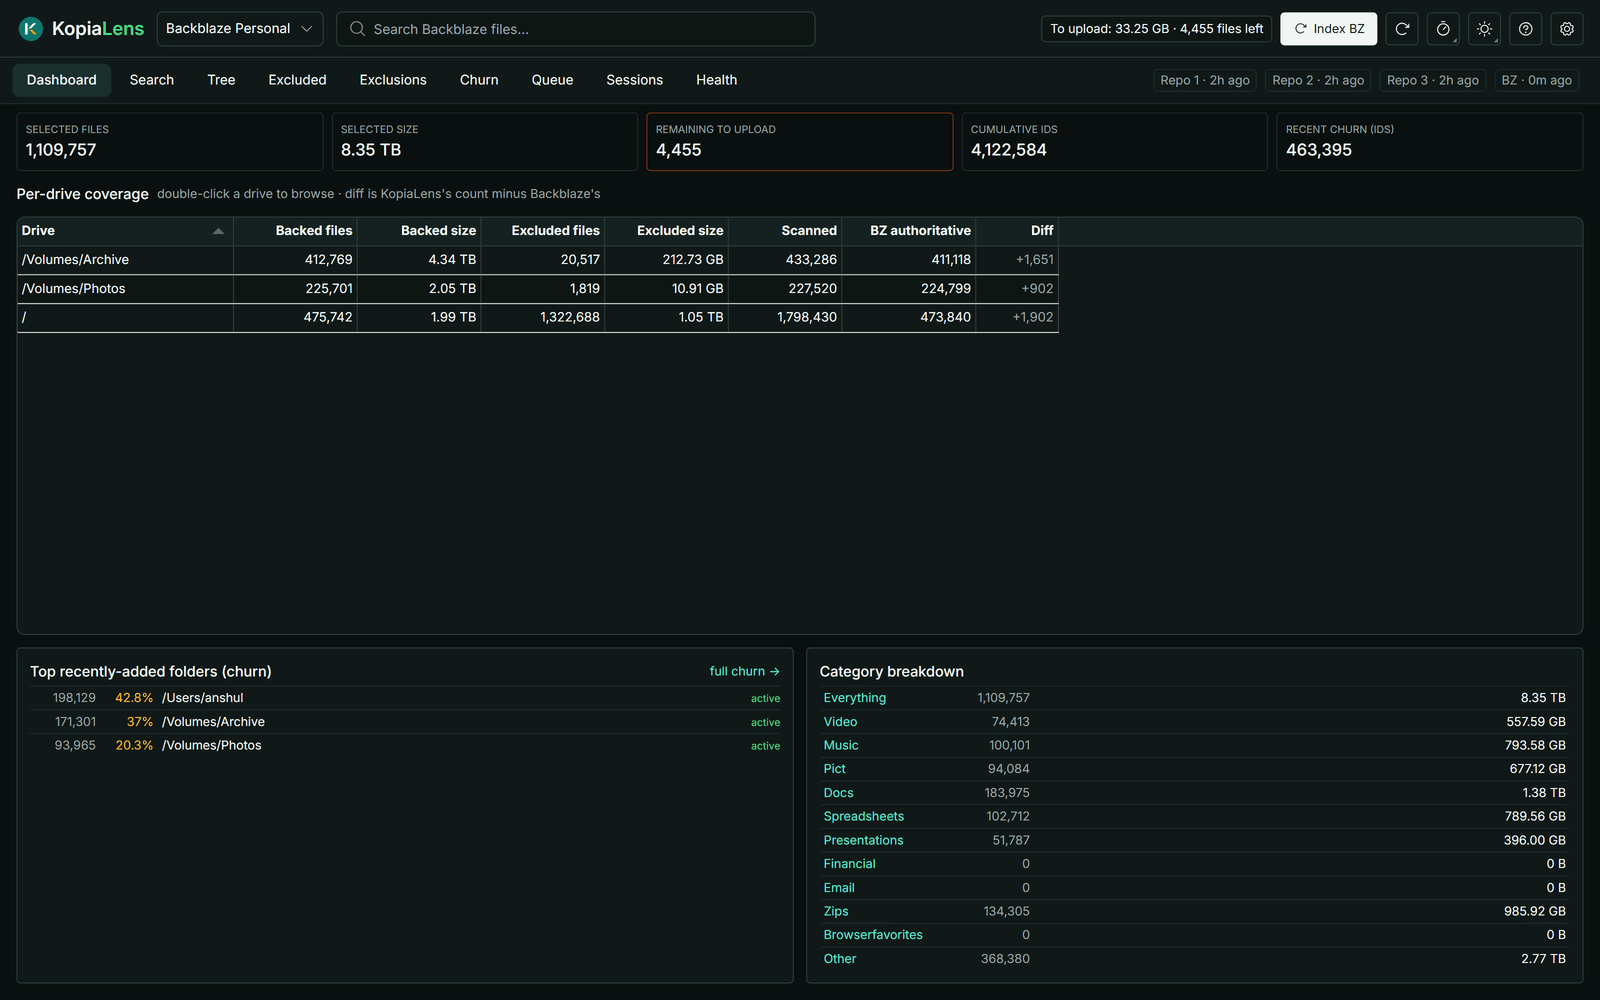 KopiaLens
Backblaze Personal
Search Backblaze files...
To upload: 33.25 GB · 4,455 files left
Index BZ
Dashboard Search Tree Excluded Exclusions Churn Queue Sessions Health
Repo 1 · 2h ago Repo 2 · 2h ago Repo 3 · 2h ago BZ · 0m ago
SELECTED FILES
1,109,757
SELECTED SIZE
8.35 TB
REMAINING TO UPLOAD
4,455
CUMULATIVE IDS
4,122,584
RECENT CHURN (IDS)
463,395
Per-drive coverage double-click a drive to browse · diff is KopiaLens's count minus Backblaze's
Drive Backed files Backed size Excluded files Excluded size Scanned BZ authoritative Diff
/Volumes/Archive 412,769 4.34 TB 20,517 212.73 GB 433,286 411,118 +1,651
/Volumes/Photos 225,701 2.05 TB 1,819 10.91 GB 227,520 224,799 +902
/ 475,742 1.99 TB 1,322,688 1.05 TB 1,798,430 473,840 +1,902
Top recently-added folders (churn) full churn →
198,129 42.8% /Users/anshul active
171,301 37% /Volumes/Archive active
93,965 20.3% /Volumes/Photos active
Category breakdown
Everything 1,109,757 8.35 TB
Video 74,413 557.59 GB
Music 100,101 793.58 GB
Pict 94,084 677.12 GB
Docs 183,975 1.38 TB
Spreadsheets 102,712 789.56 GB
Presentations 51,787 396.00 GB
Financial 0 0 B
Email 0 0 B
Zips 134,305 985.92 GB
Browserfavorites 0 0 B
Other 368,380 2.77 TB